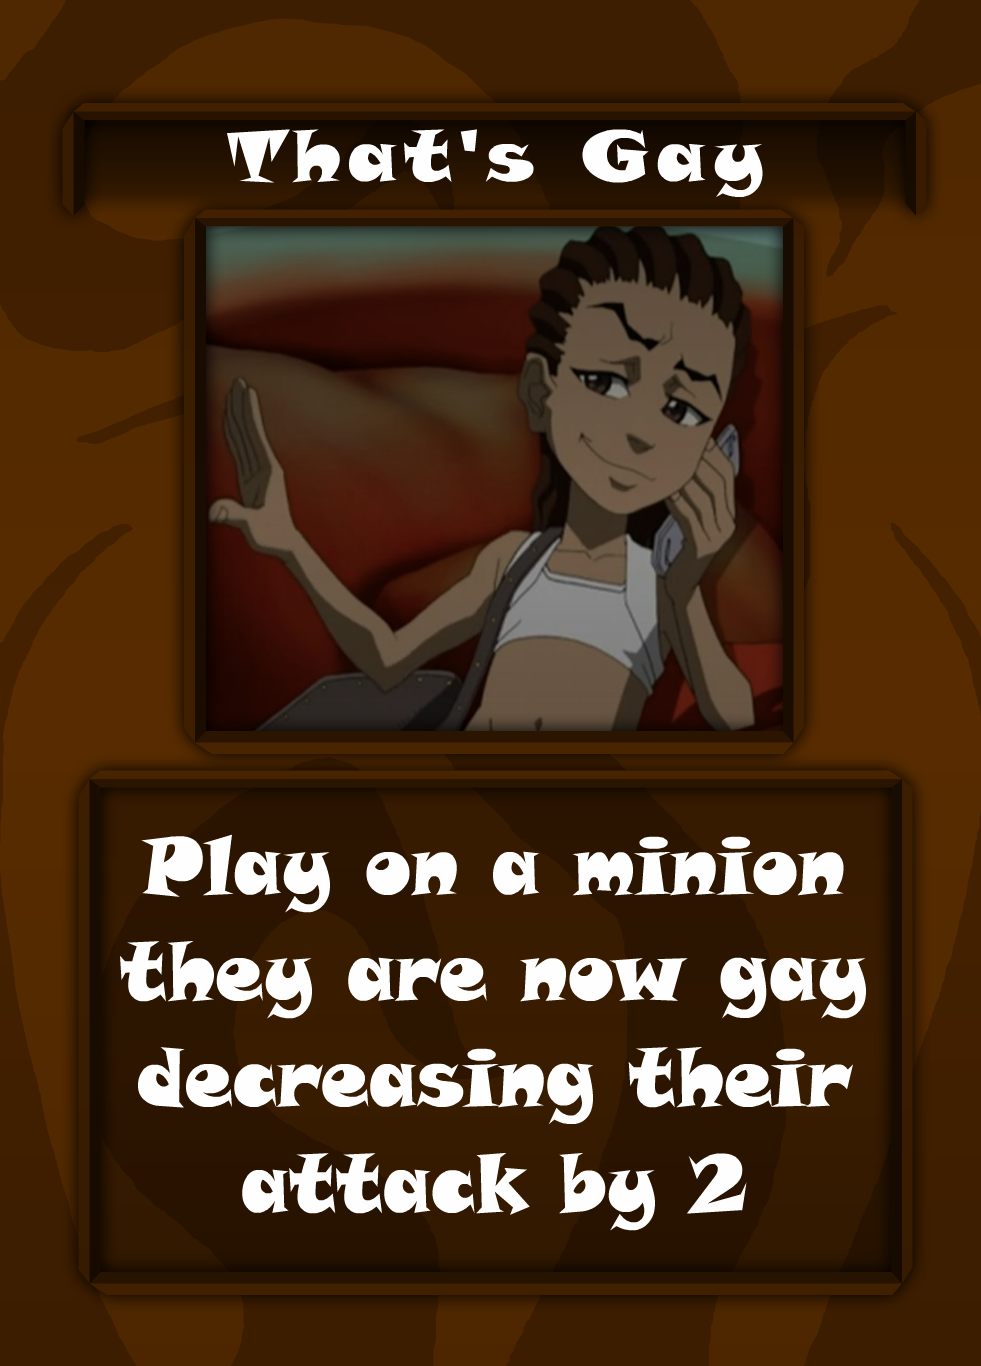 That's Gay
Play on a minion
they are now gay
decreasing their
attack by 2